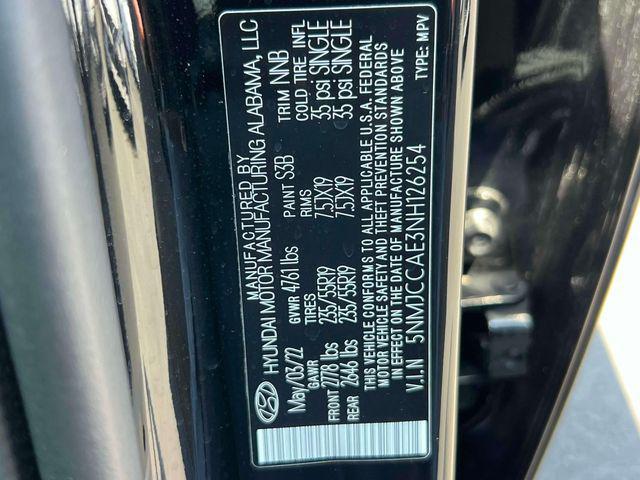 MANUFACTURED BY
HYUNDAI MOTOR MANUFACTURING ALABAMA, LLC
May/03/22 GVWR 4761lbs PAINT S3B TRIM NNB
GAWR TIRES RIMS COLD TIRE INFL
FRONT 2778 lbs 235/55R19 7.5JX19 35 psi SINGLE
REAR 2646 lbs 235/55R19 7.5JX19 35 psi SINGLE
THIS VEHICLE CONFORMS TO ALL APPLICABLE U.S.A. FEDERAL
MOTOR VEHICLE SAFETY AND THEFT PREVENTION STANDARDS
IN EFFECT ON THE DATE OF MANUFACTURE SHOWN ABOVE
V.I.N 5NMJCCAE3NH126254 TYPE: MPV